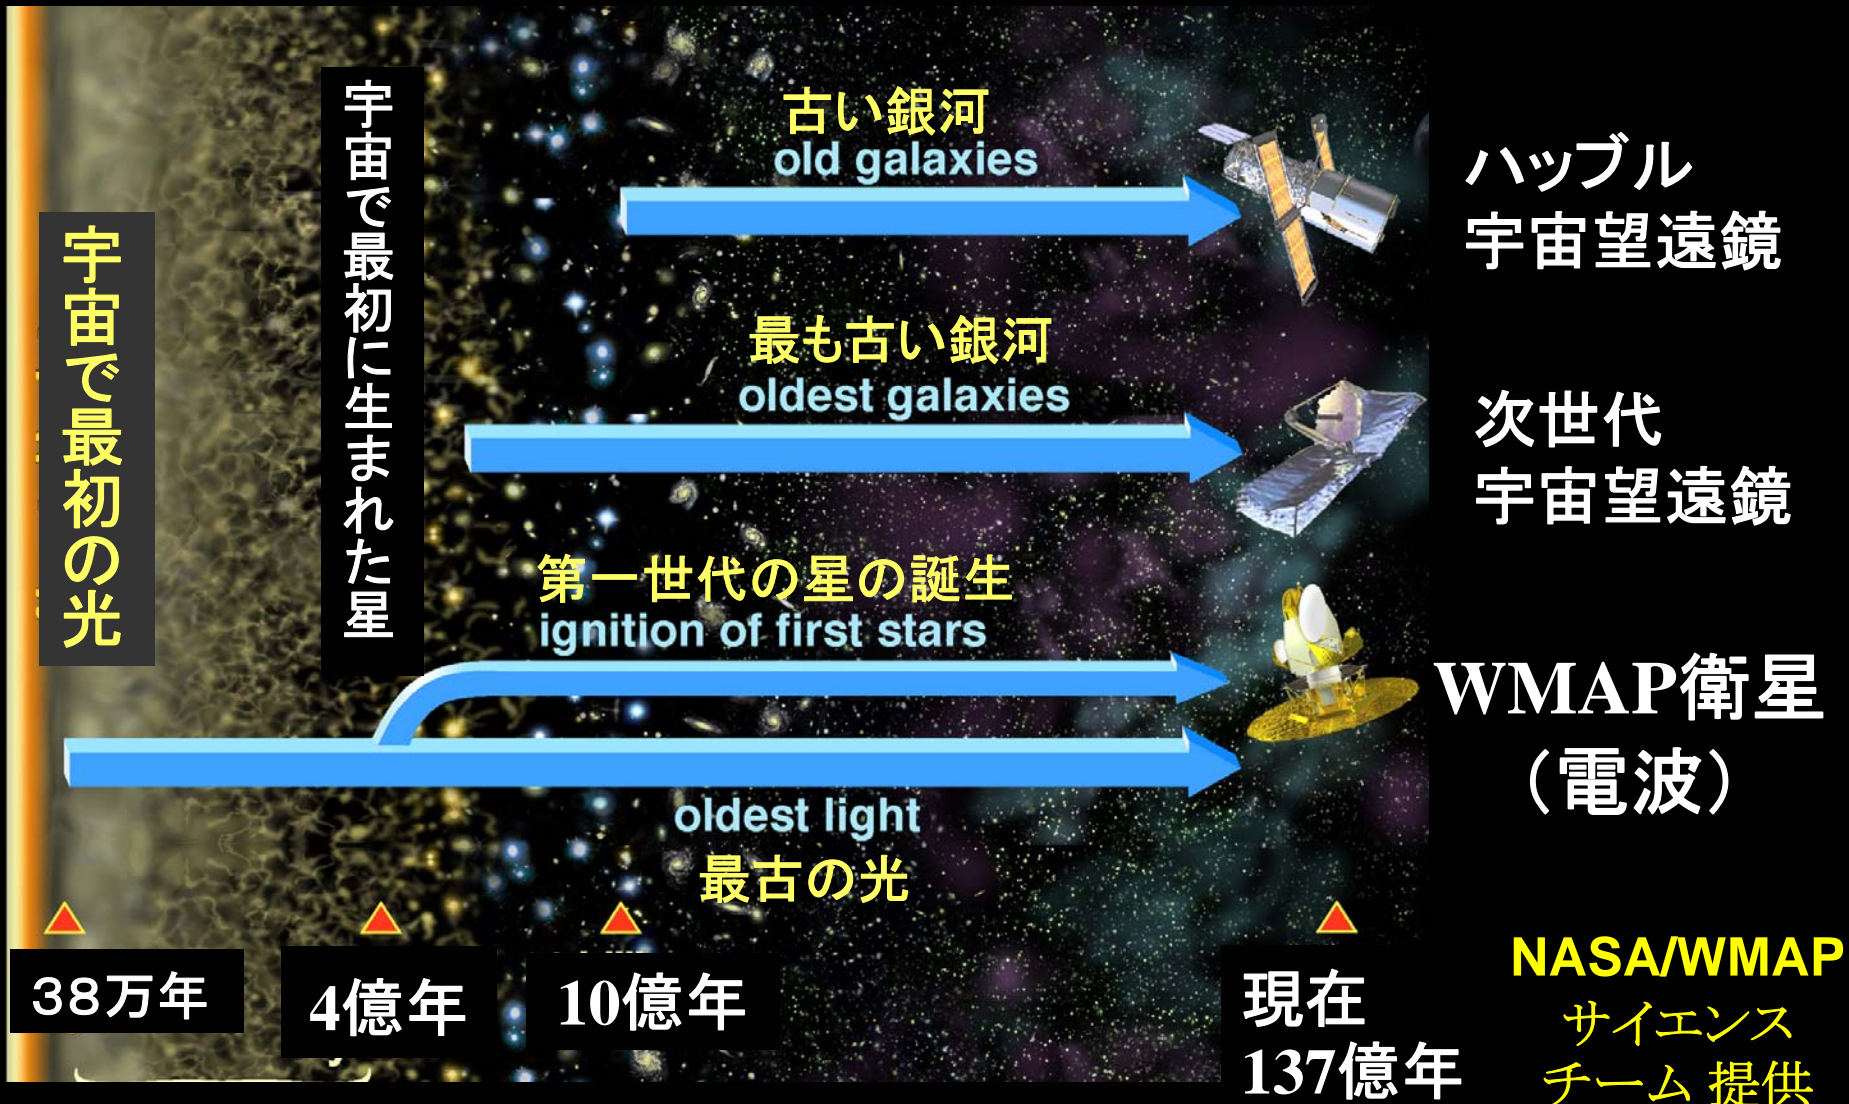 宇宙で最初の光
宇宙で最初に生まれた星
古い銀河
old galaxies
ハッブル
宇宙望遠鏡
最も古い銀河
oldest galaxies
次世代
宇宙望遠鏡
第一世代の星の誕生
ignition of first stars
WMAP衛星
（電波）
oldest light
最古の光
38万年
4億年
10億年
現在
137億年
NASA/WMAP
サイエンス
チーム 提供